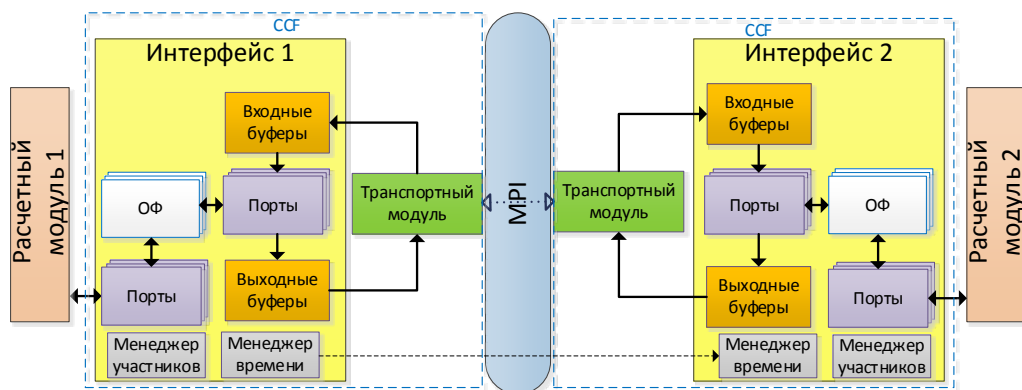 CCF
Интерфейс 1
Входные
буферы
Расчетный
модуль 1
ОФ
Порты
Транспортный
модуль
Порты
Выходные
буферы
Менеджер
участников
Менеджер
времени
MPI
CCF
Интерфейс 2
Входные
буферы
Транспортный
модуль
Порты
ОФ
Расчетный
модуль 2
Выходные
буферы
Порты
Менеджер
времени
Менеджер
участников